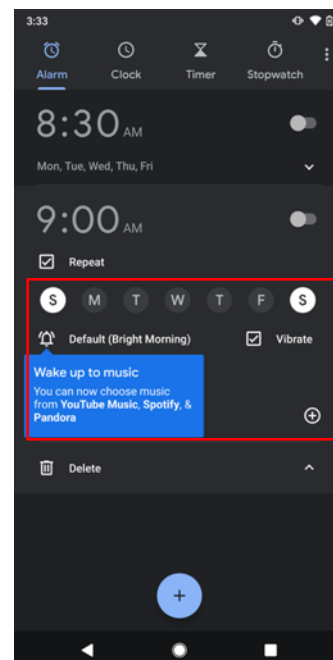 3:33
Alarm Clock Timer Stopwatch
8:30 AM
Mon, Tue, Wed, Thu, Fri
9:00 AM
Repeat
S M T W T F S
Default (Bright Morning) Vibrate
Wake up to music
You can now choose music
from YouTube Music, Spotify, &
Pandora
Delete